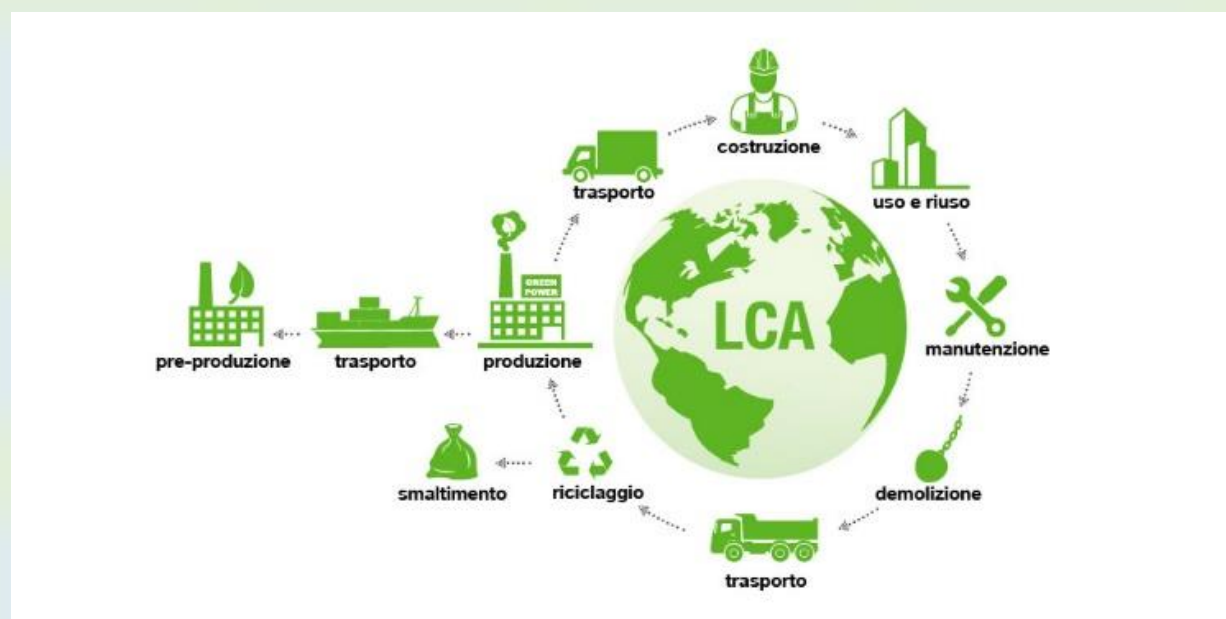 costruzione
trasporto
uso e riuso
GREEN
POWER
LCA
pre-produzione
trasporto
produzione
manutenzione
smaltimento
riciclaggio
demolizione
trasporto